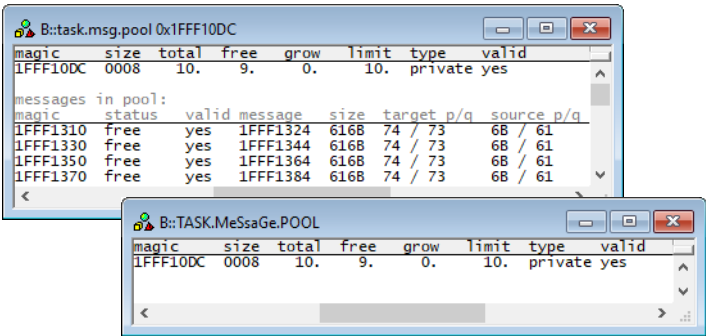 B::task.msg.pool 0x1FFF10DC
magic size total free grow limit type valid
1FFF10DC 0008 10. 9. 0. 10. private yes
messages in pool:
magic status valid message size target p/q source p/q
1FFF1310 free yes 1FFF1324 616B 74 / 73 6B / 61
1FFF1330 free yes 1FFF1344 616B 74 / 73 6B / 61
1FFF1350 free yes 1FFF1364 616B 74 / 73 6B / 61
1FFF1370 free yes 1FFF1384 616B 74 / 73 6B / 61
B::TASK.MeSsaGe.POOL
magic size total free grow limit type valid
1FFF10DC 0008 10. 9. 0. 10. private yes